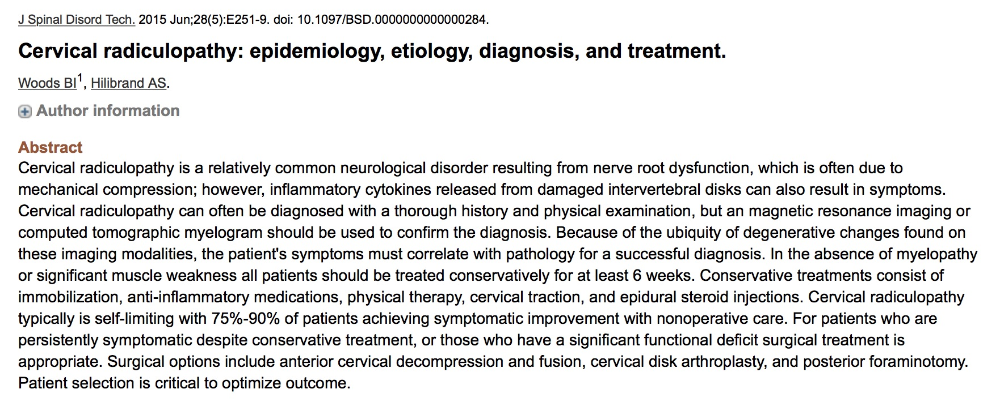 J Spinal Disord Tech. 2015 Jun;28(5):E251-9. doi: 10.1097/BSD.0000000000000284.
Cervical radiculopathy: epidemiology, etiology, diagnosis, and treatment.
Woods BI1, Hilibrand AS.
Author information
Abstract
Cervical radiculopathy is a relatively common neurological disorder resulting from nerve root dysfunction, which is often due to
mechanical compression; however, inflammatory cytokines released from damaged intervertebral disks can also result in symptoms.
Cervical radiculopathy can often be diagnosed with a thorough history and physical examination, but an magnetic resonance imaging or
computed tomographic myelogram should be used to confirm the diagnosis. Because of the ubiquity of degenerative changes found on
these imaging modalities, the patient's symptoms must correlate with pathology for a successful diagnosis. In the absence of myelopathy
or significant muscle weakness all patients should be treated conservatively for at least 6 weeks. Conservative treatments consist of
immobilization, anti-inflammatory medications, physical therapy, cervical traction, and epidural steroid injections. Cervical radiculopathy
typically is self-limiting with 75%-90% of patients achieving symptomatic improvement with nonoperative care. For patients who are
persistently symptomatic despite conservative treatment, or those who have a significant functional deficit surgical treatment is
appropriate. Surgical options include anterior cervical decompression and fusion, cervical disk arthroplasty, and posterior foraminotomy.
Patient selection is critical to optimize outcome.